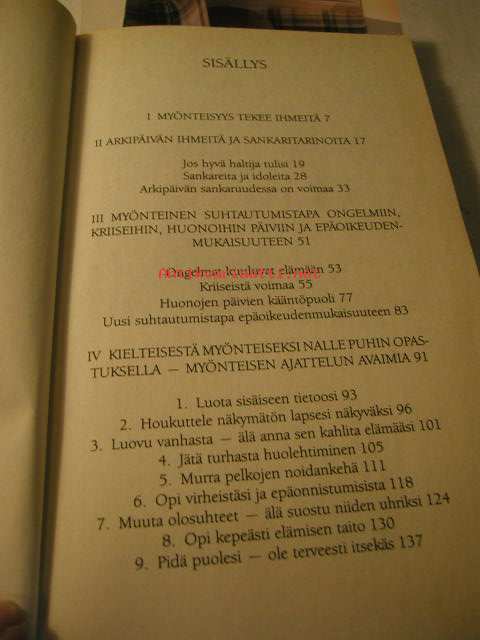 SISÄLLYS
I MYÖNTEISYYS TEKEE IHMEITÄ 7
II ARKIPÄIVÄN IHMEITÄ JA SANKARITARINOITA 17
Jos hyvä haltija tulisi 19
Sankareita ja idoleita 28
Arkipäivän sankaruudessa on voimaa 33
III MYÖNTEINEN SUHTAUTUMISTAPA ONGELMIIN,
KRIISEIHIN, HUONOIHIN PÄIVIIN JA EPÄOIKEUDEN-
MUKAISUUTEEN 51
Ongelmat kuuluvat elämään 53
Kriiseistä voimaa 55
Huonojen päivien kääntöpuoli 77
Uusi suhtautumistapa epäoikeudenmukaisuuteen 83
IV KIELTEISESTÄ MYÖNTEISEKSI NALLE PUHIN OPAS-
TUKSELLA — MYÖNTEISEN AJATTELUN AVAIMIA 91
1. Luota sisäiseen tietoosi 93
2. Houkuttele näkymätön lapsesi näkyväksi 96
3. Luovu vanhasta — älä anna sen kahlita elämääsi 101
4. Jätä turhasta huolehtiminen 105
5. Murra pelkojen noidankehä 111
6. Opi virheistäsi ja epäonnistumisista 118
7. Muuta olosuhteet — älä suostu niiden uhriksi 124
8. Opi kepeästi elämisen taito 130
9. Pidä puolesi — ole terveesti itsekäs 137